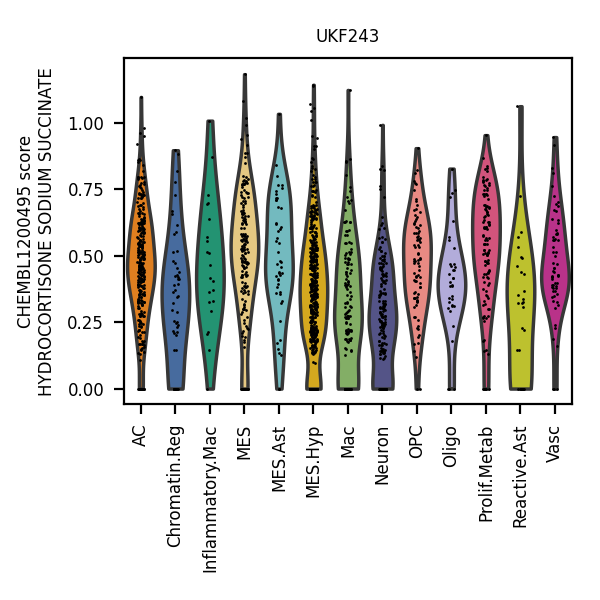 UKF243
CHEMBL1200495 score
HYDROCORTISONE SODIUM SUCCINATE
1.00
0.75
0.50
0.25
0.00
AC
Chromatin.Reg
Inflammatory.Mac
MES
MES.Ast
MES.Hyp
Mac
Neuron
OPC
Oligo
Prolif.Metab
Reactive.Ast
Vasc